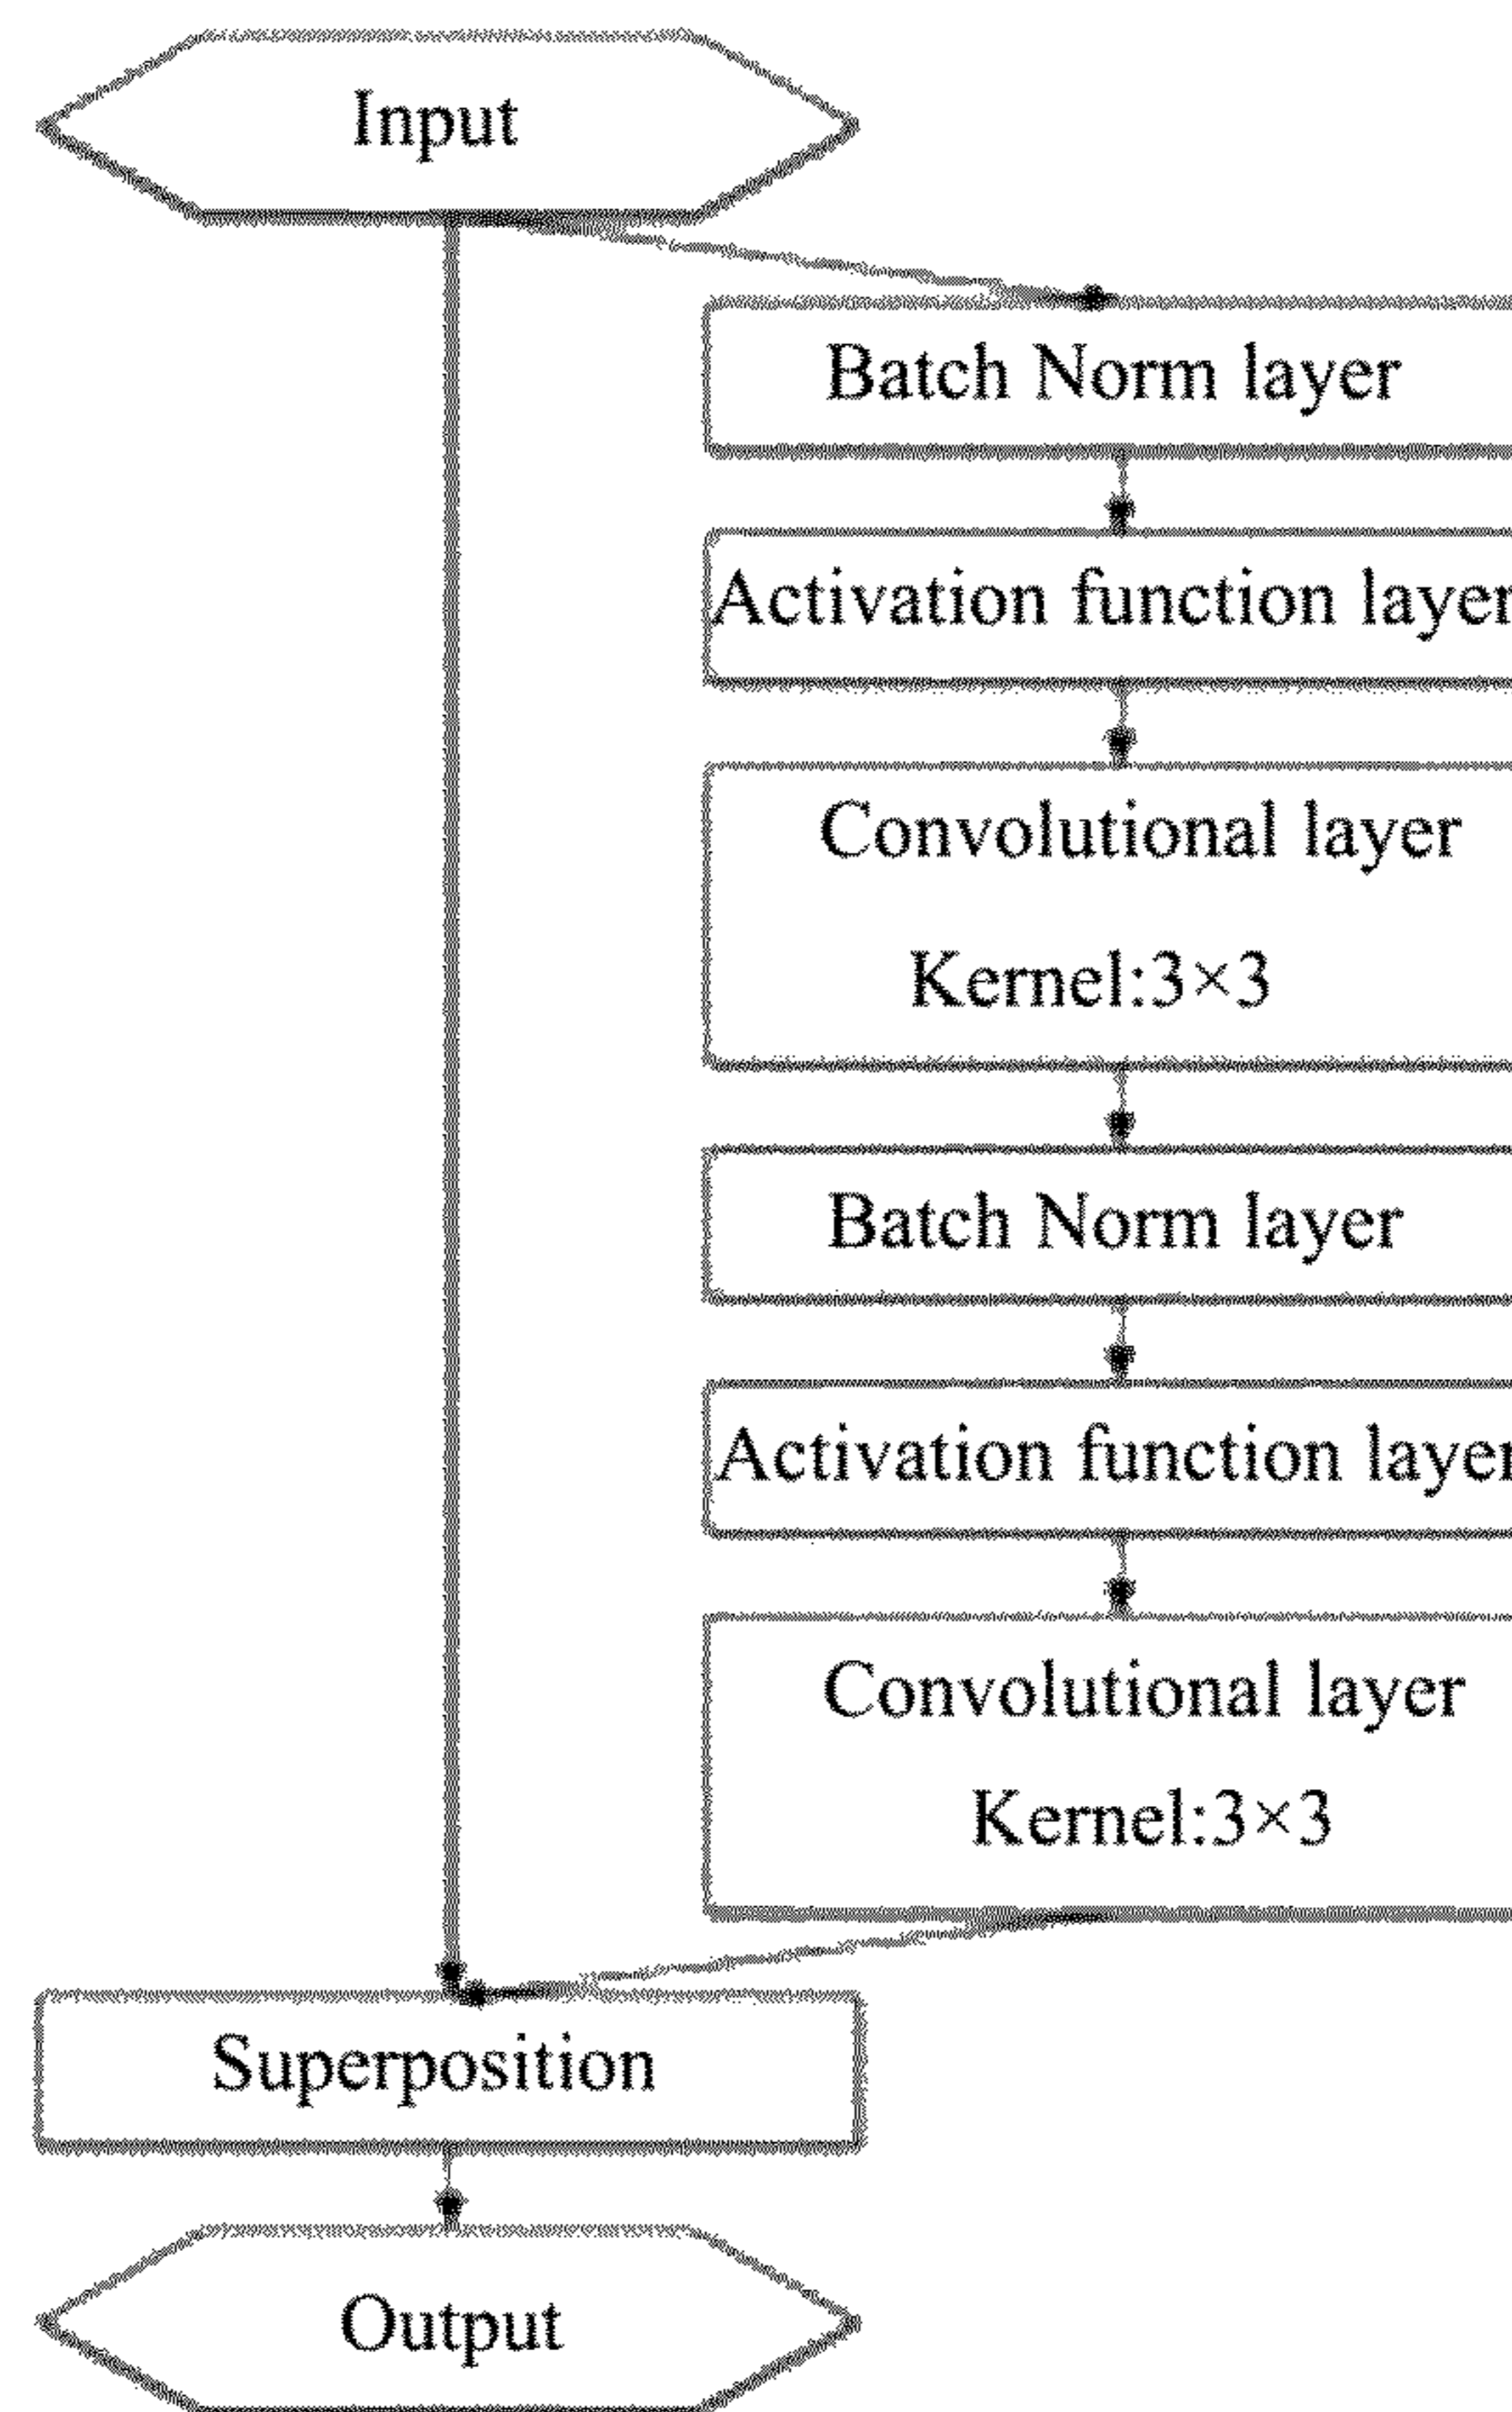 Input
Batch Norm layer
Activation function layer
Convolutional layer
Kernel:3×3
Batch Norm layer
Activation function layer
Convolutional layer
Kernel:3×3
Superposition
Output